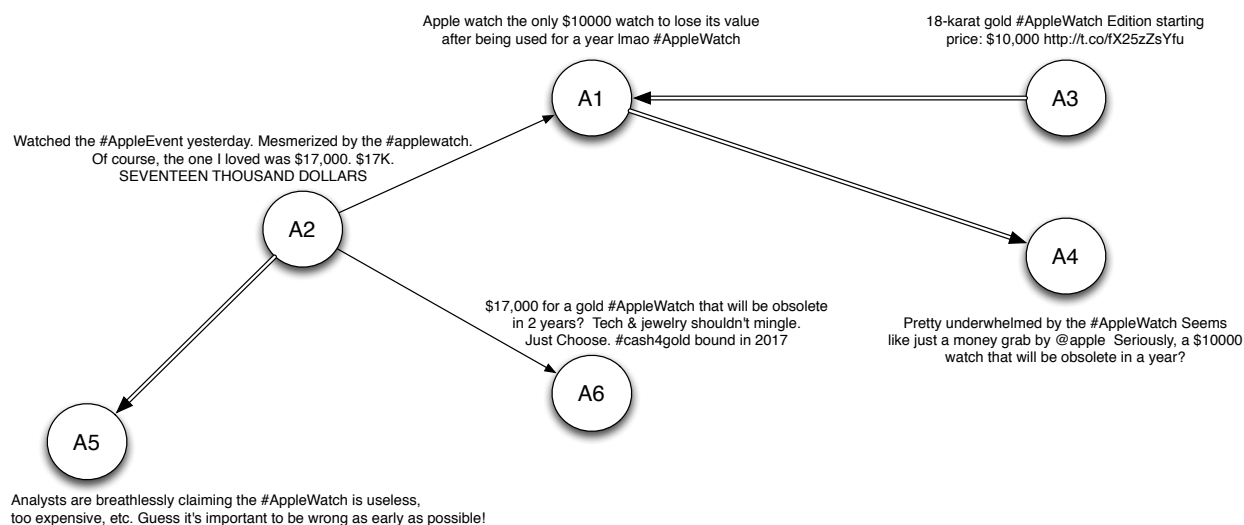 Apple watch the only $10000 watch to lose its value
after being used for a year lmao #AppleWatch
18-karat gold #AppleWatch Edition starting
price: $10,000 http://t.co/fX25zZsYfu
A1
A3
Watched the #AppleEvent yesterday. Mesmerized by the #applewatch.
Of course, the one I loved was $17,000. $17K.
SEVENTEEN THOUSAND DOLLARS
A2
A4
$17,000 for a gold #AppleWatch that will be obsolete
in 2 years? Tech & jewelry shouldn't mingle.
Just Choose. #cash4gold bound in 2017
Pretty underwhelmed by the #AppleWatch Seems
like just a money grab by @apple Seriously, a $10000
watch that will be obsolete in a year?
A6
A5
Analysts are breathlessly claiming the #AppleWatch is useless,
too expensive, etc. Guess it's important to be wrong as early as possible!